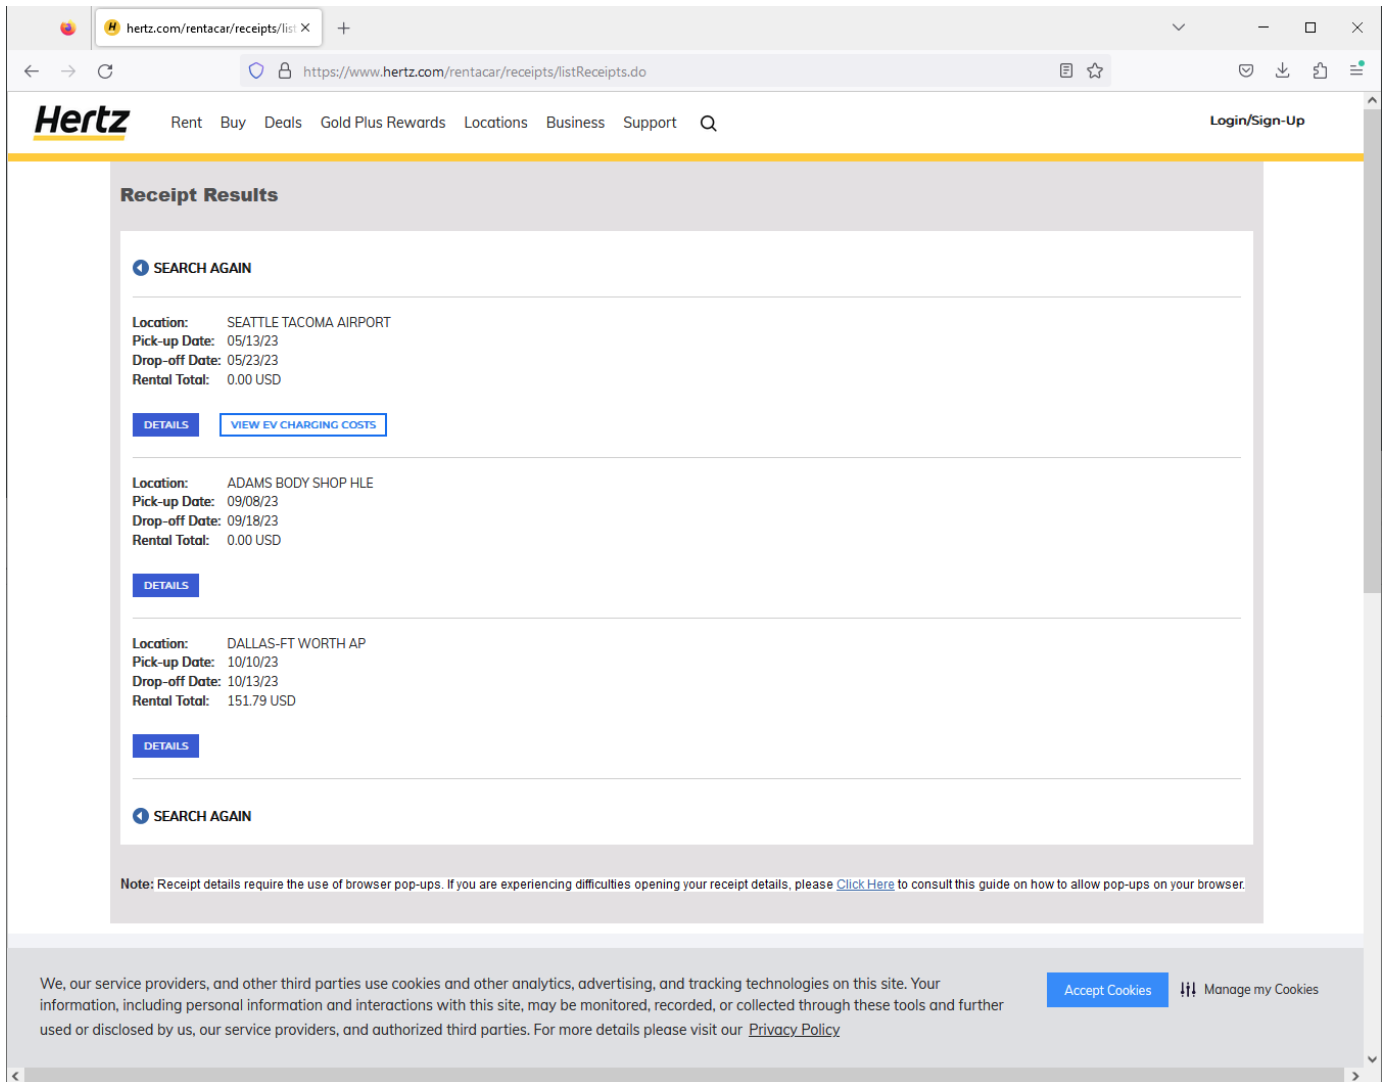 hertz.com/rentacar/receipts/list
https://www.hertz.com/rentacar/receipts/listReceipts.do
Hertz Rent Buy Deals Gold Plus Rewards Locations Business Support Login/Sign-Up
Receipt Results
SEARCH AGAIN
Location: SEATTLE TACOMA AIRPORT
Pick-up Date: 05/13/23
Drop-off Date: 05/23/23
Rental Total: 0.00 USD
DETAILS VIEW EV CHARGING COSTS
Location: ADAMS BODY SHOP HLE
Pick-up Date: 09/08/23
Drop-off Date: 09/18/23
Rental Total: 0.00 USD
DETAILS
Location: DALLAS-FT WORTH AP
Pick-up Date: 10/10/23
Drop-off Date: 10/13/23
Rental Total: 151.79 USD
DETAILS
SEARCH AGAIN
Note: Receipt details require the use of browser pop-ups. If you are experiencing difficulties opening your receipt details, please Click Here to consult this guide on how to allow pop-ups on your browser.
We, our service providers, and other third parties use cookies and other analytics, advertising, and tracking technologies on this site. Your
information, including personal information and interactions with this site, may be monitored, recorded, or collected through these tools and further
used or disclosed by us, our service providers, and authorized third parties. For more details please visit our Privacy Policy
Accept Cookies Manage my Cookies